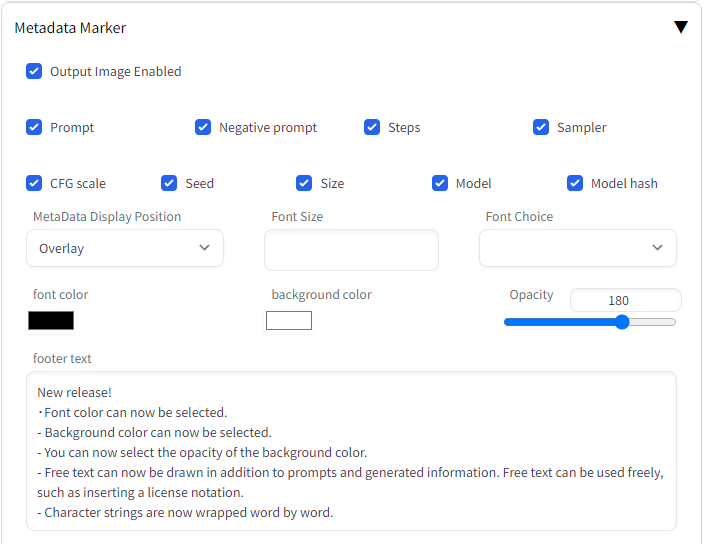 Metadata Marker
Output Image Enabled
Prompt
Negative prompt
Steps
Sampler
CFG scale
Seed
Size
Model
Model hash
MetaData Display Position
Font Size
Font Choice
Overlay
font color
background color
Opacity
180
footer text
New release!
・Font color can now be selected.
- Background color can now be selected.
- You can now select the opacity of the background color.
- Free text can now be drawn in addition to prompts and generated information. Free text can be used freely,
such as inserting a license notation.
- Character strings are now wrapped word by word.